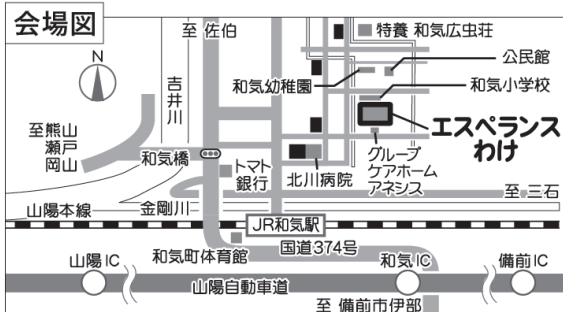 会場図
N
至 佐伯
吉井川
特養 和気広虫荘
公民館
和気幼稚園
和気小学校
至熊山
瀬戸
岡山
和気橋
エスペランス
わけ
トマト
銀行
北川病院
グループ
ケアホーム
アネシス
至 三石
山陽本線
金剛川
JR和気駅
和気町体育館
国道374号
山陽IC
和気IC
備前IC
山陽自動車道
至 備前市伊部